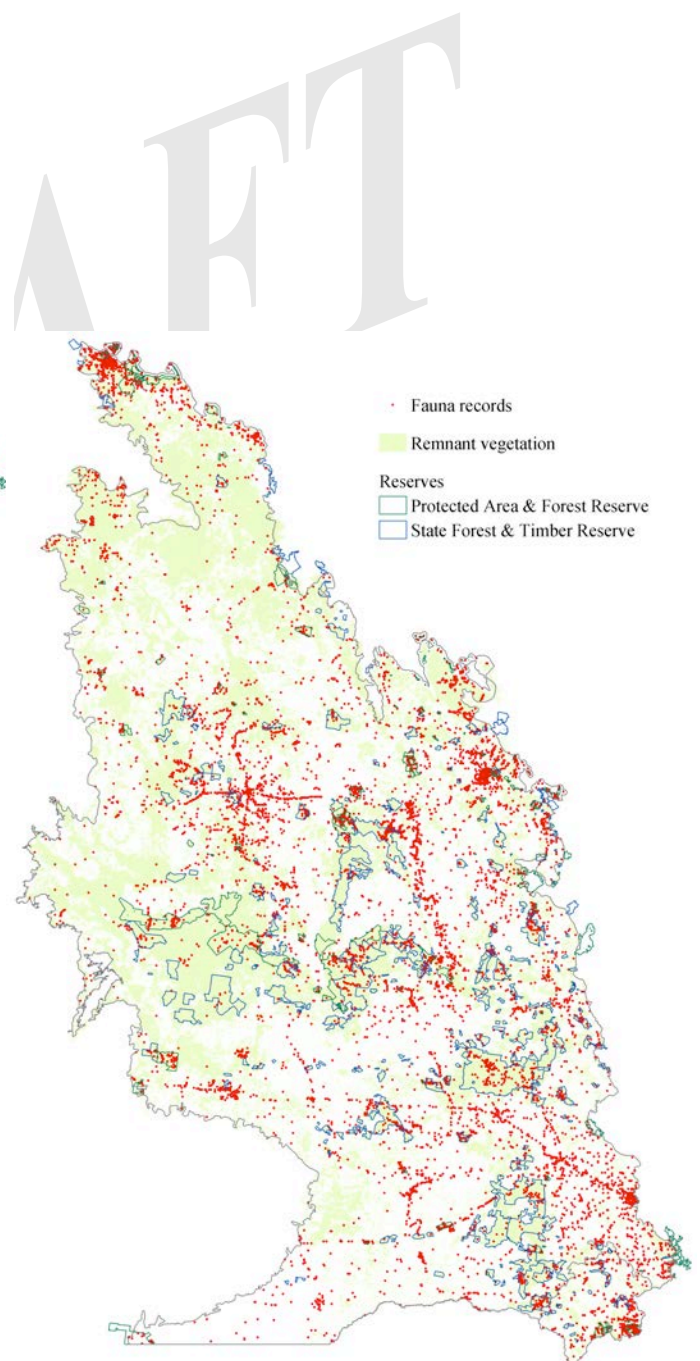 AFT
Fauna records
Remnant vegetation
Reserves
Protected Area & Forest Reserve
State Forest & Timber Reserve